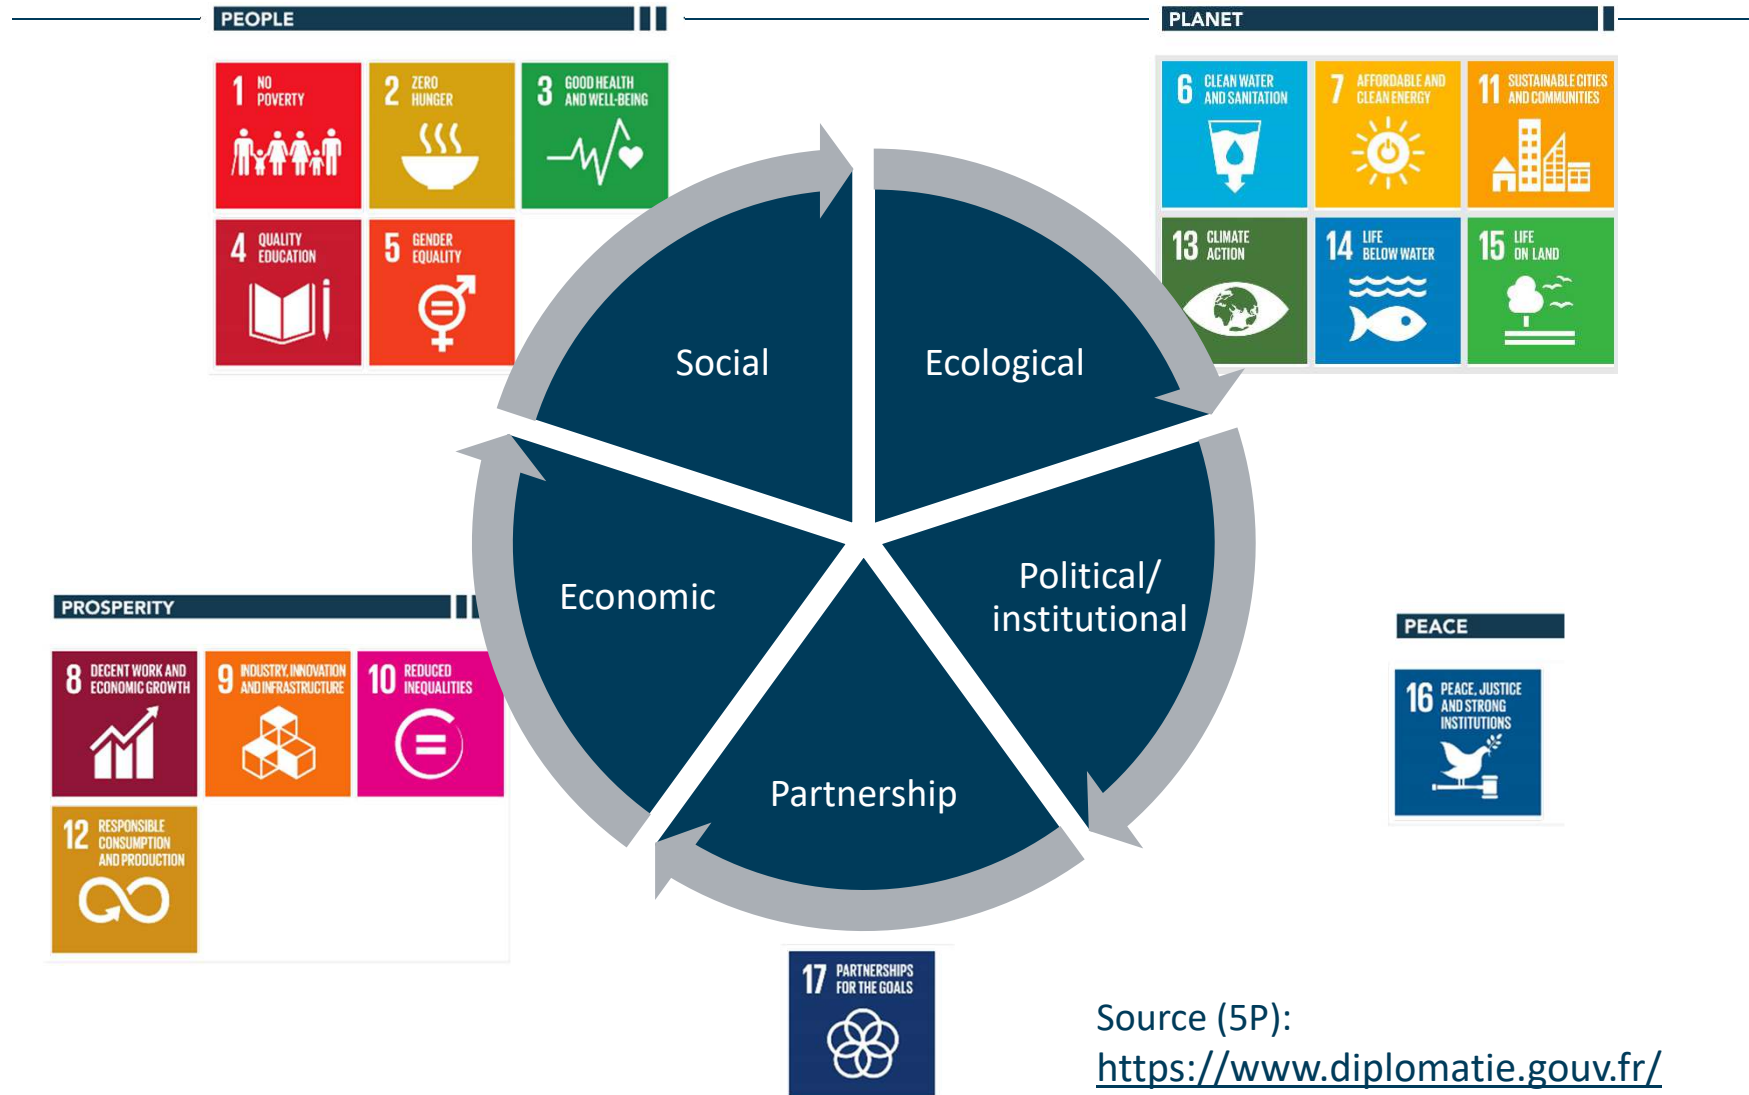 PEOPLE
1 NO
POVERTY
2 ZERO
HUNGER
3 GOOD HEALTH
AND WELL-BEING
4 QUALITY
EDUCATION
5 GENDER
EQUALITY
PLANET
6 CLEAN WATER
AND SANITATION
7 AFFORDABLE AND
CLEAN ENERGY
11 SUSTAINABLE CITIES
AND COMMUNITIES
13 CLIMATE
ACTION
14 LIFE
BELOW WATER
15 LIFE
ON LAND
Social
Ecological
Economic
Political/
institutional
Partnership
PROSPERITY
8 DECENT WORK AND
ECONOMIC GROWTH
9 INDUSTRY, INNOVATION
AND INFRASTRUCTURE
10 REDUCED
INEQUALITIES
12 RESPONSIBLE
CONSUMPTION
AND PRODUCTION
PEACE
16 PEACE, JUSTICE
AND STRONG
INSTITUTIONS
17 PARTNERSHIPS
FOR THE GOALS
Source (5P):
https://www.diplomatie.gouv.fr/